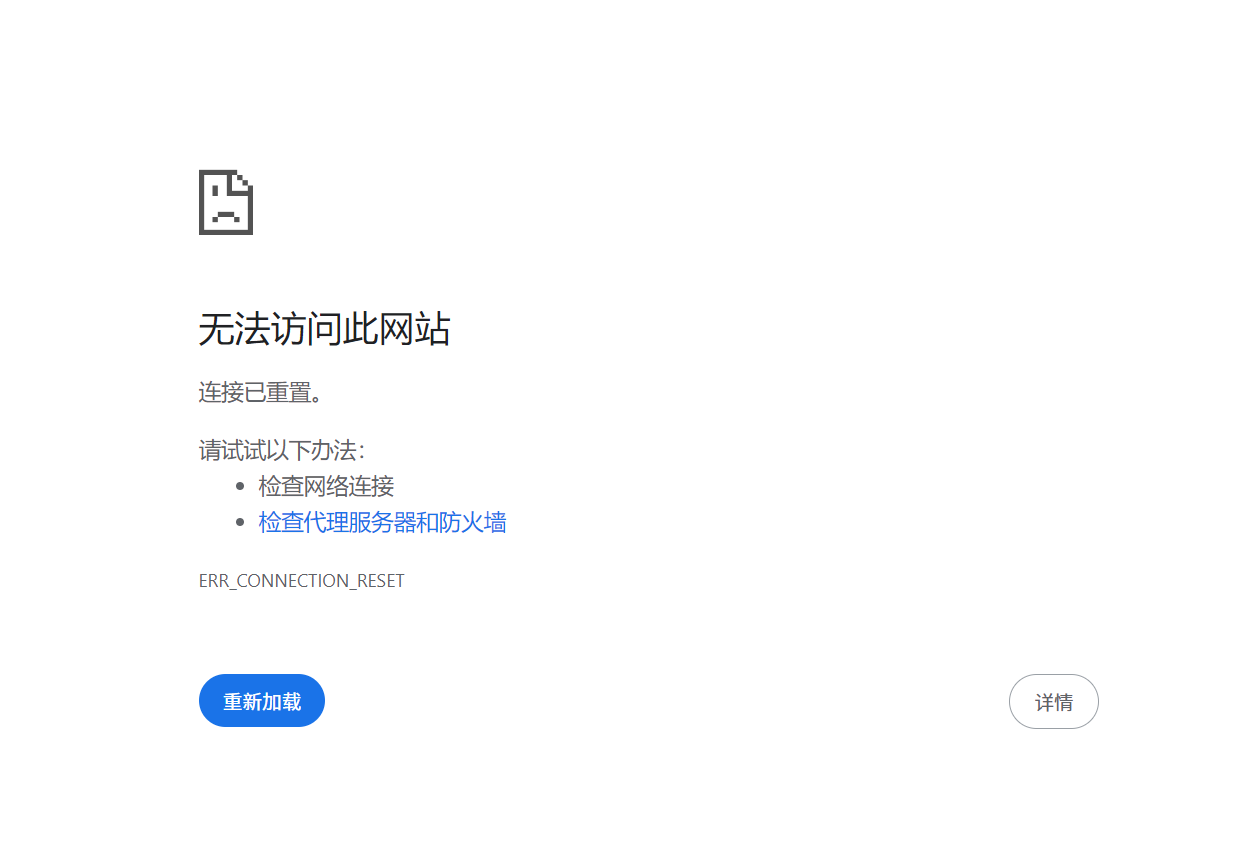 无法访问此网站
连接已重置。
请试试以下办法：
检查网络连接
检查代理服务器和防火墙
ERR_CONNECTION_RESET
重新加载
详情